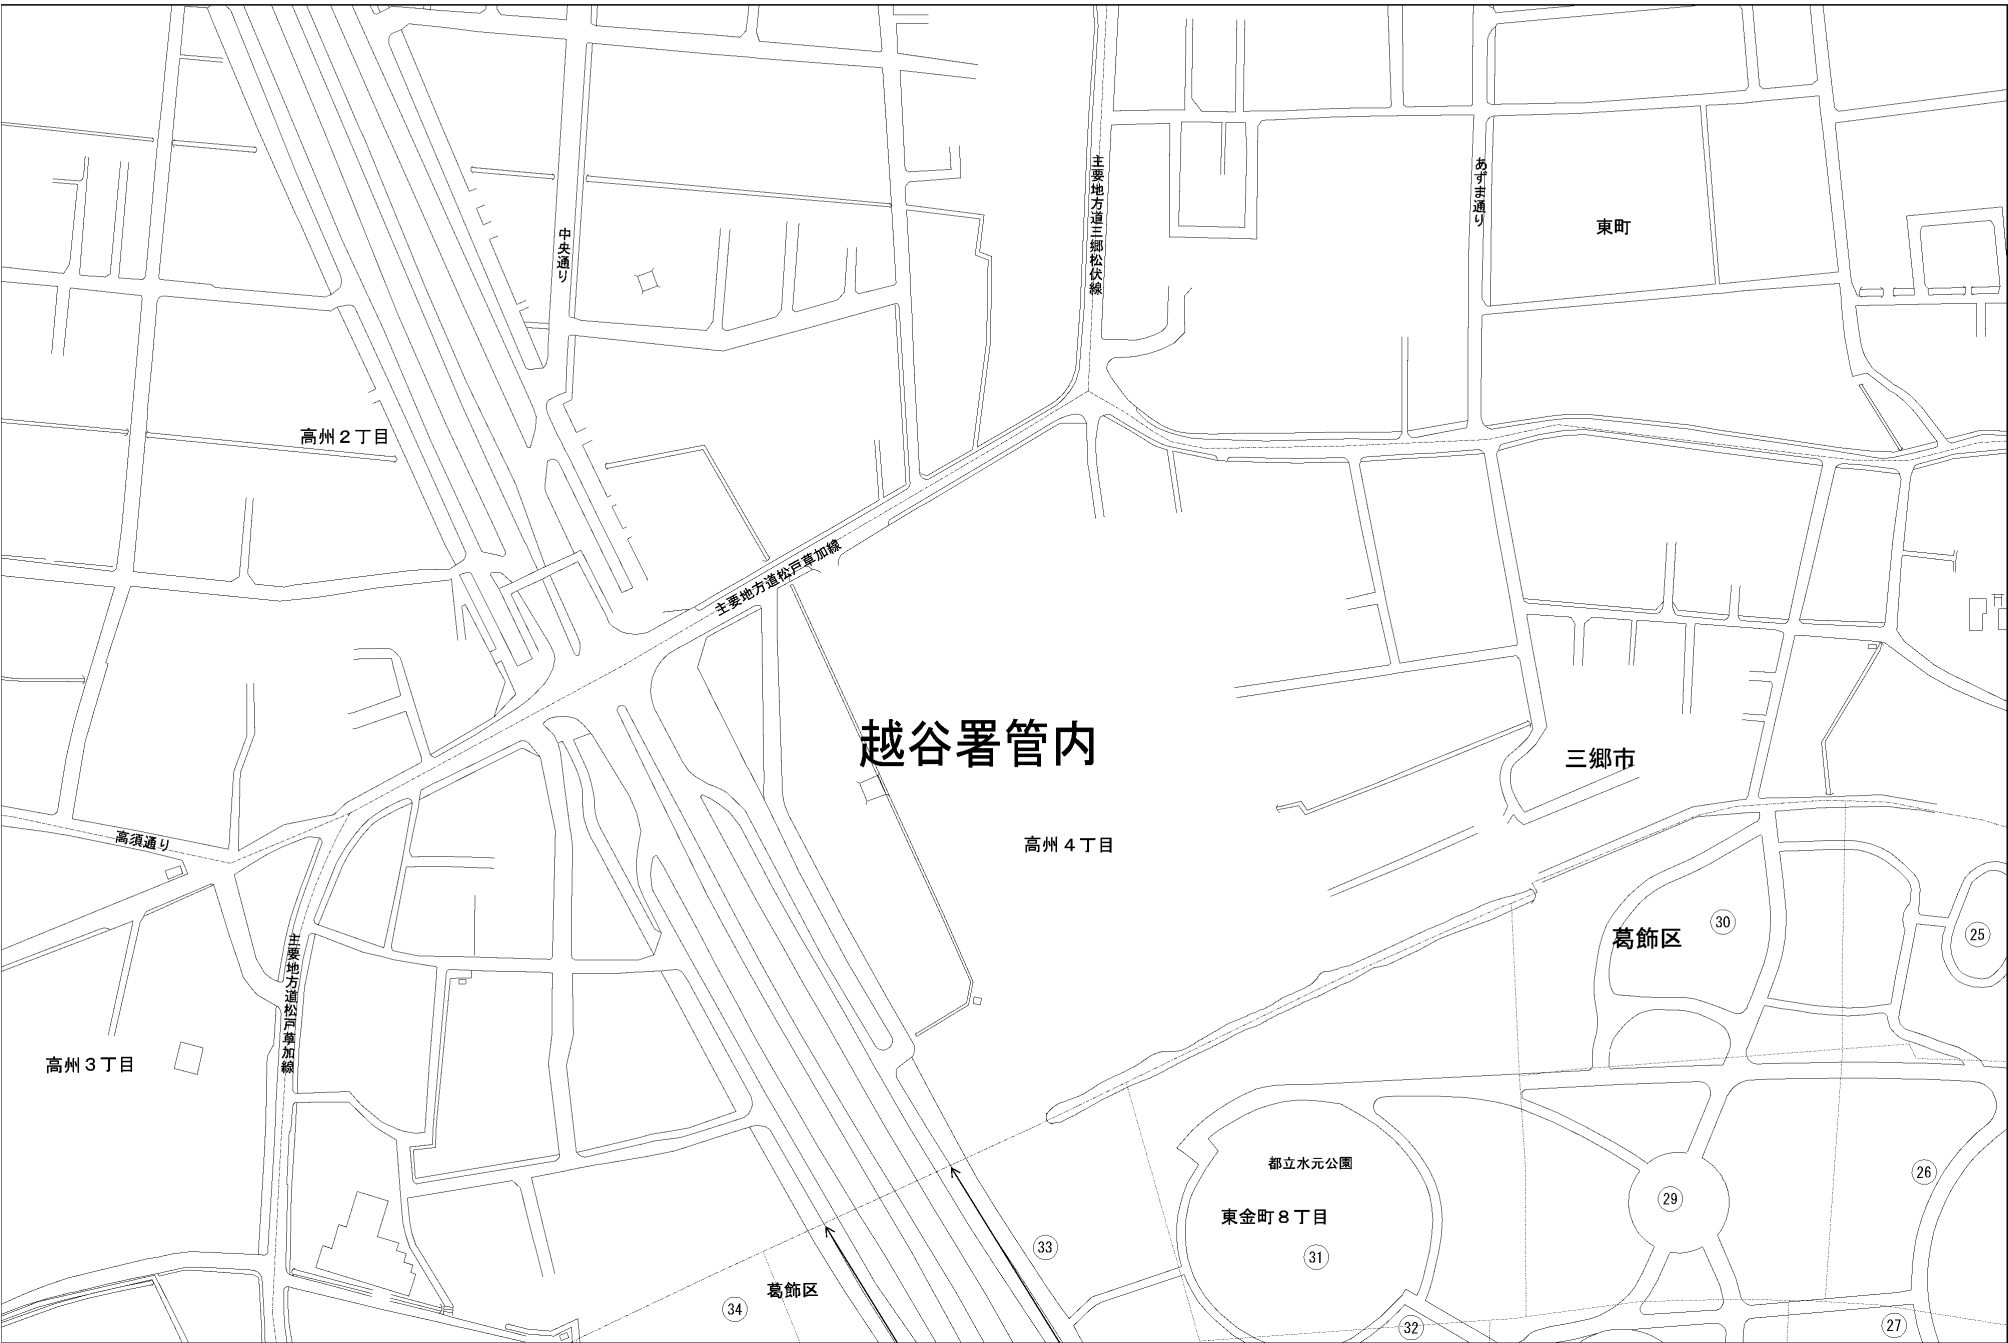 主要地方道三郷松伏線
あずま通り
東町
中央通り
高州２丁目
主要地方道松戸草加線
越谷署管内
三郷市
高須通り
高州４丁目
葛飾区
30
25
主要地方道松戸草加線
高州３丁目
都立水元公園
26
29
東金町８丁目
33
31
葛飾区
34
32
27